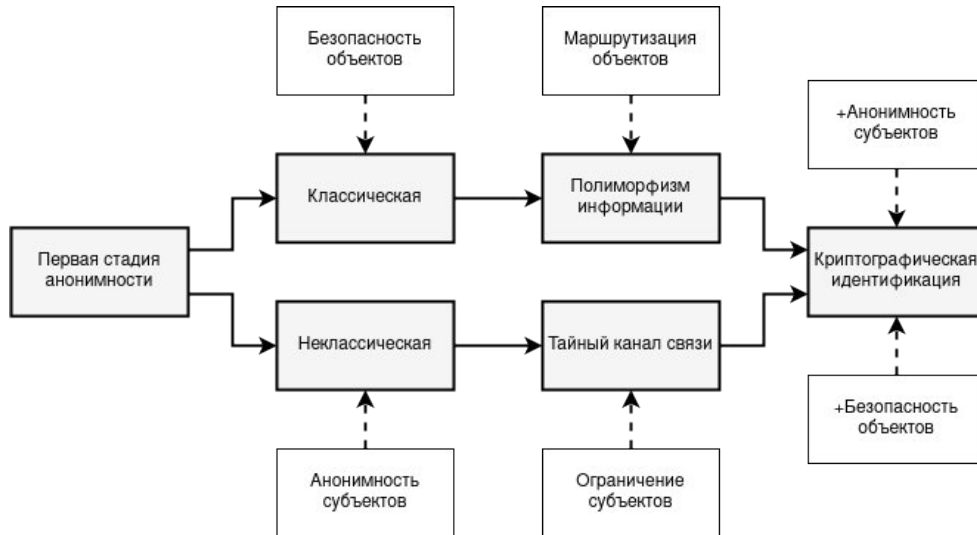 Безопасность
объектов
Маршрутизация
объектов
+Анонимность
субъектов
Классическая
Полиморфизм
информации
Первая стадия
анонимности
Криптографическая
идентификация
Неклассическая
Тайный канал связи
+Безопасность
объектов
Анонимность
субъектов
Ограничение
субъектов